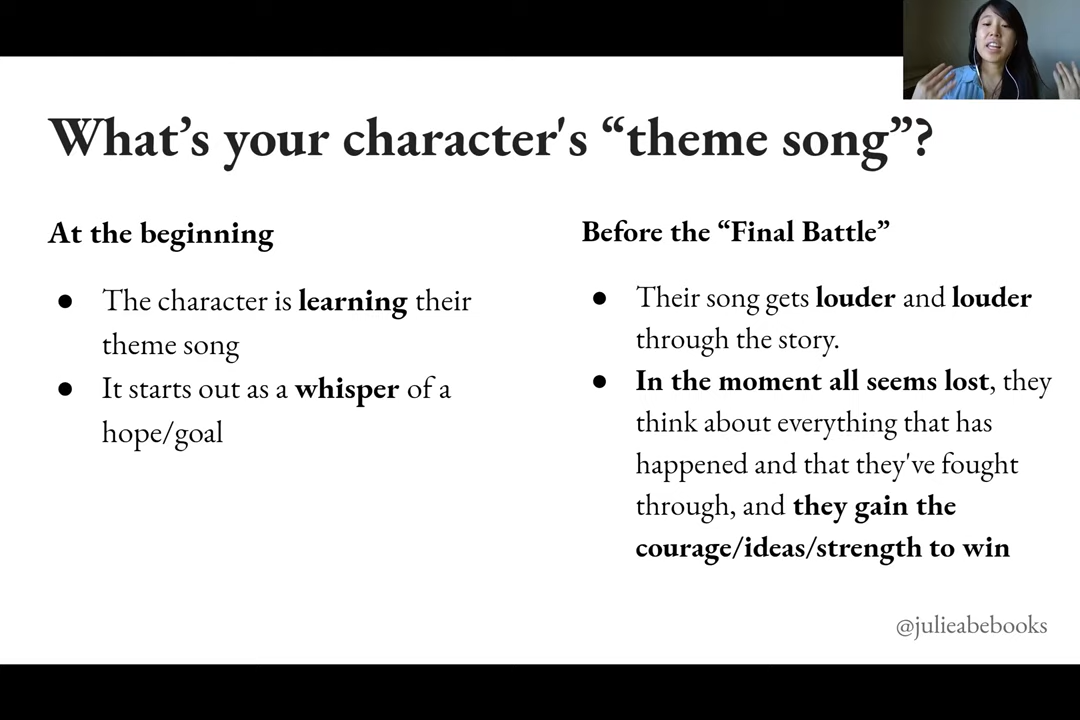 What’s your character's “theme song”?
At the beginning
● The character is learning their
theme song
● It starts out as a whisper of a
hope/goal
Before the “Final Battle”
● Their song gets louder and louder
through the story.
● In the moment all seems lost, they
think about everything that has
happened and that they've fought
through, and they gain the
courage/ideas/strength to win
@julieabebooks